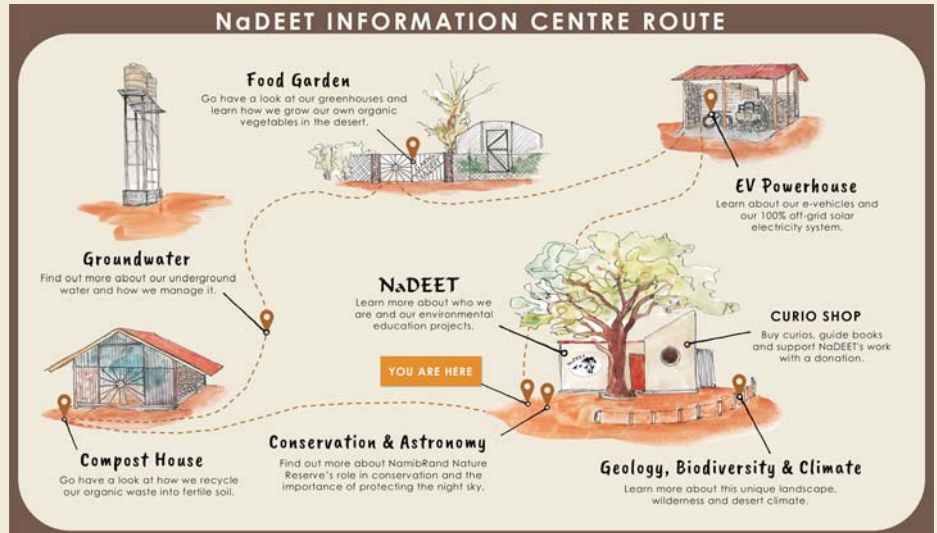 NaDEET INFORMATION CENTRE ROUTE
Food Garden
Go have a look at our greenhouses and
learn how we grow our own organic
vegetables in the desert.
EV Powerhouse
Learn about our e-vehicles and
our 100% off-grid solar
electricity system.
Groundwater
Find out more about our underground
water and how we manage it.
NaDEET
Learn more about who we
are and our environmental
education projects.
CURIO SHOP
Buy curios, guide books
and support NaDEET's work
with a donation.
YOU ARE HERE
NaDEET
Compost House
Go have a look at how we recycle
our organic waste into fertile soil.
Conservation & Astronomy
Find out more about NamibRand Nature
Reserve's role in conservation and the
importance of protecting the night sky.
Geology, Biodiversity & Climate
Learn more about this unique landscape,
wilderness and desert climate.